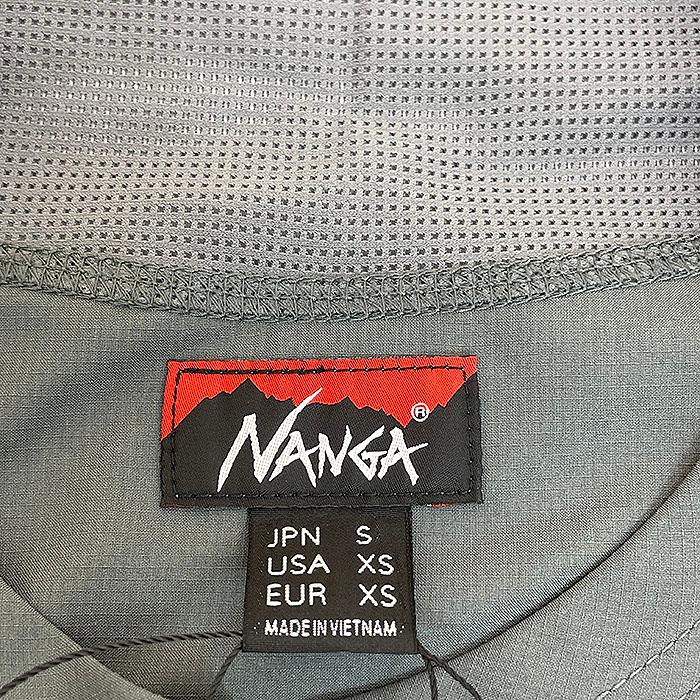 NANGA®
JPN S
USA XS
EUR XS
MADE IN VIETNAM